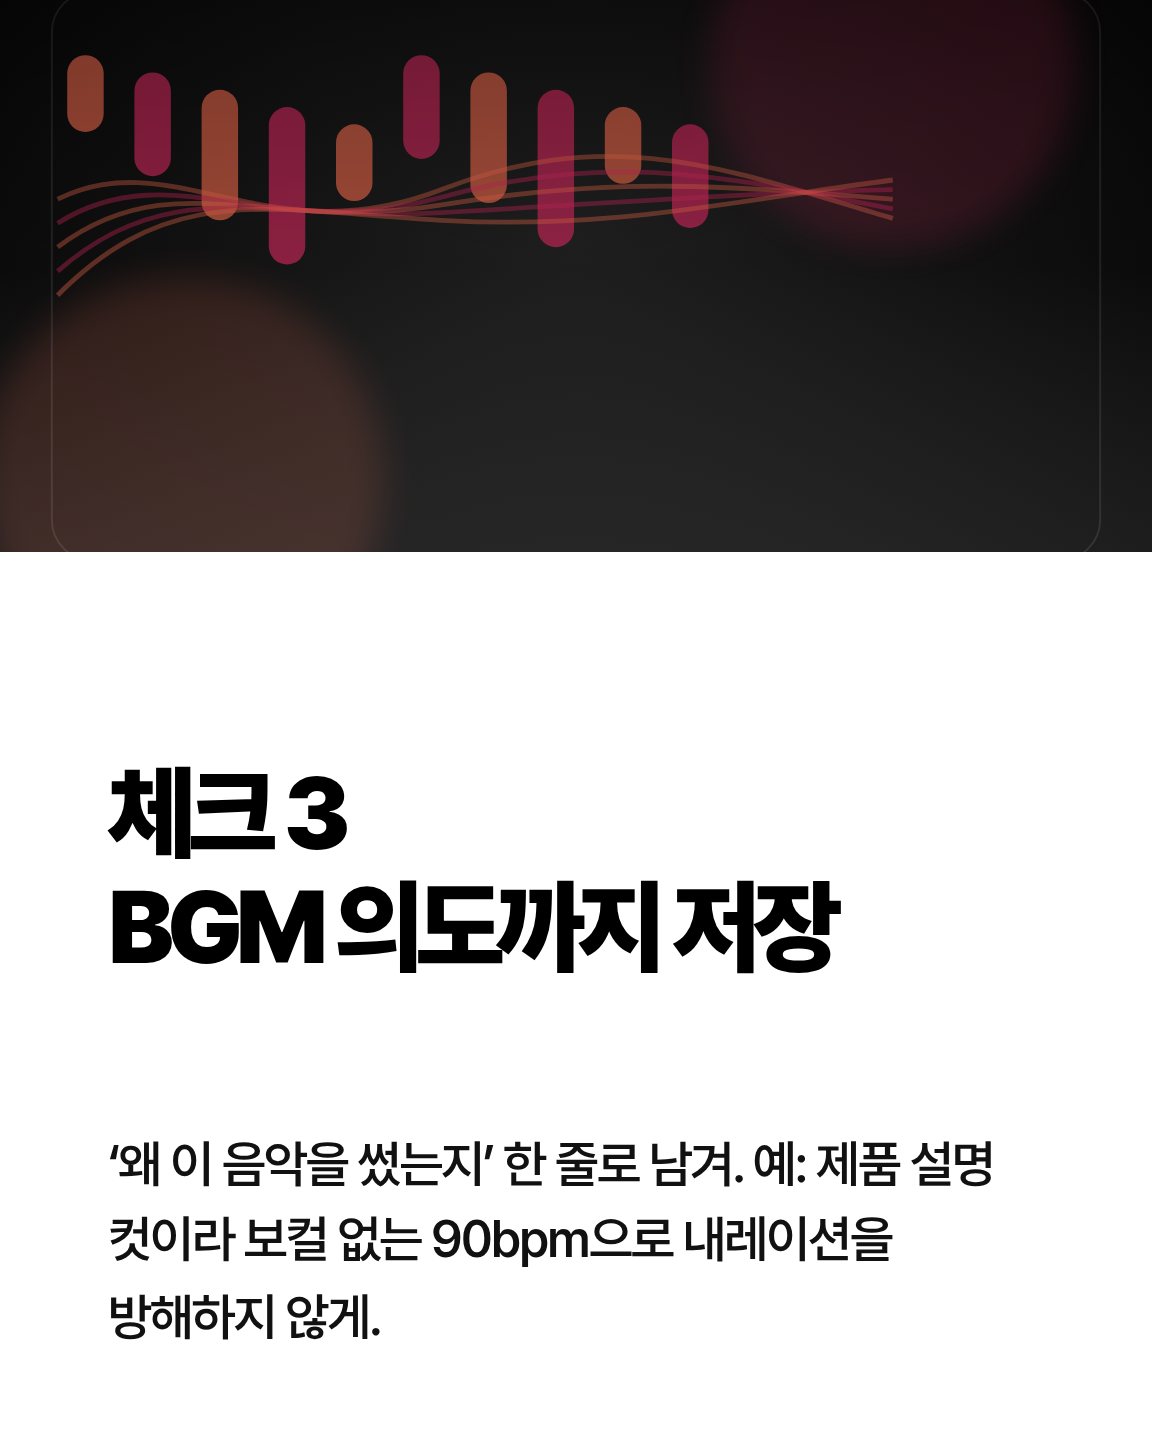 체크 3
BGM 의도까지 저장
‘왜 이 음악을 썼는지’ 한 줄로 남겨. 예: 제품 설명
컷이라 보컬 없는 90bpm으로 내레이션을
방해하지 않게.